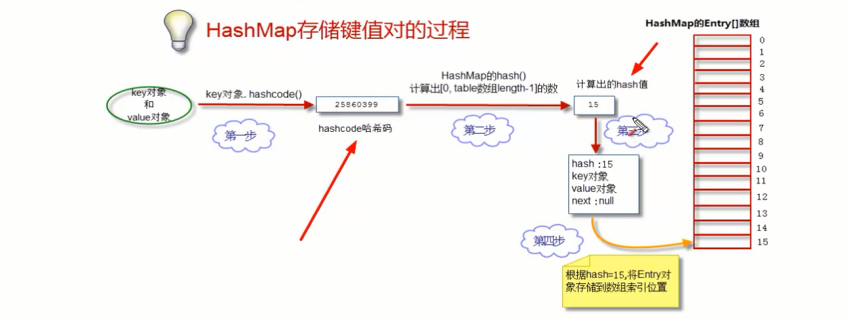 HashMap存储键值对的过程
HashMap的Entry[]数组
key对象
和
value对象
key对象. hashcode()
第一步
25860399
hashcode哈希码
HashMap的hash()
计算出[0, table数组length-1]的数
第二步
计算出的hash值
15
第三步
hash :15
key对象
value对象
next :null
第四步
根据hash=15,将Entry对
象存储到数组索引位置
0
1
2
3
4
5
6
7
8
9
10
11
12
13
14
15